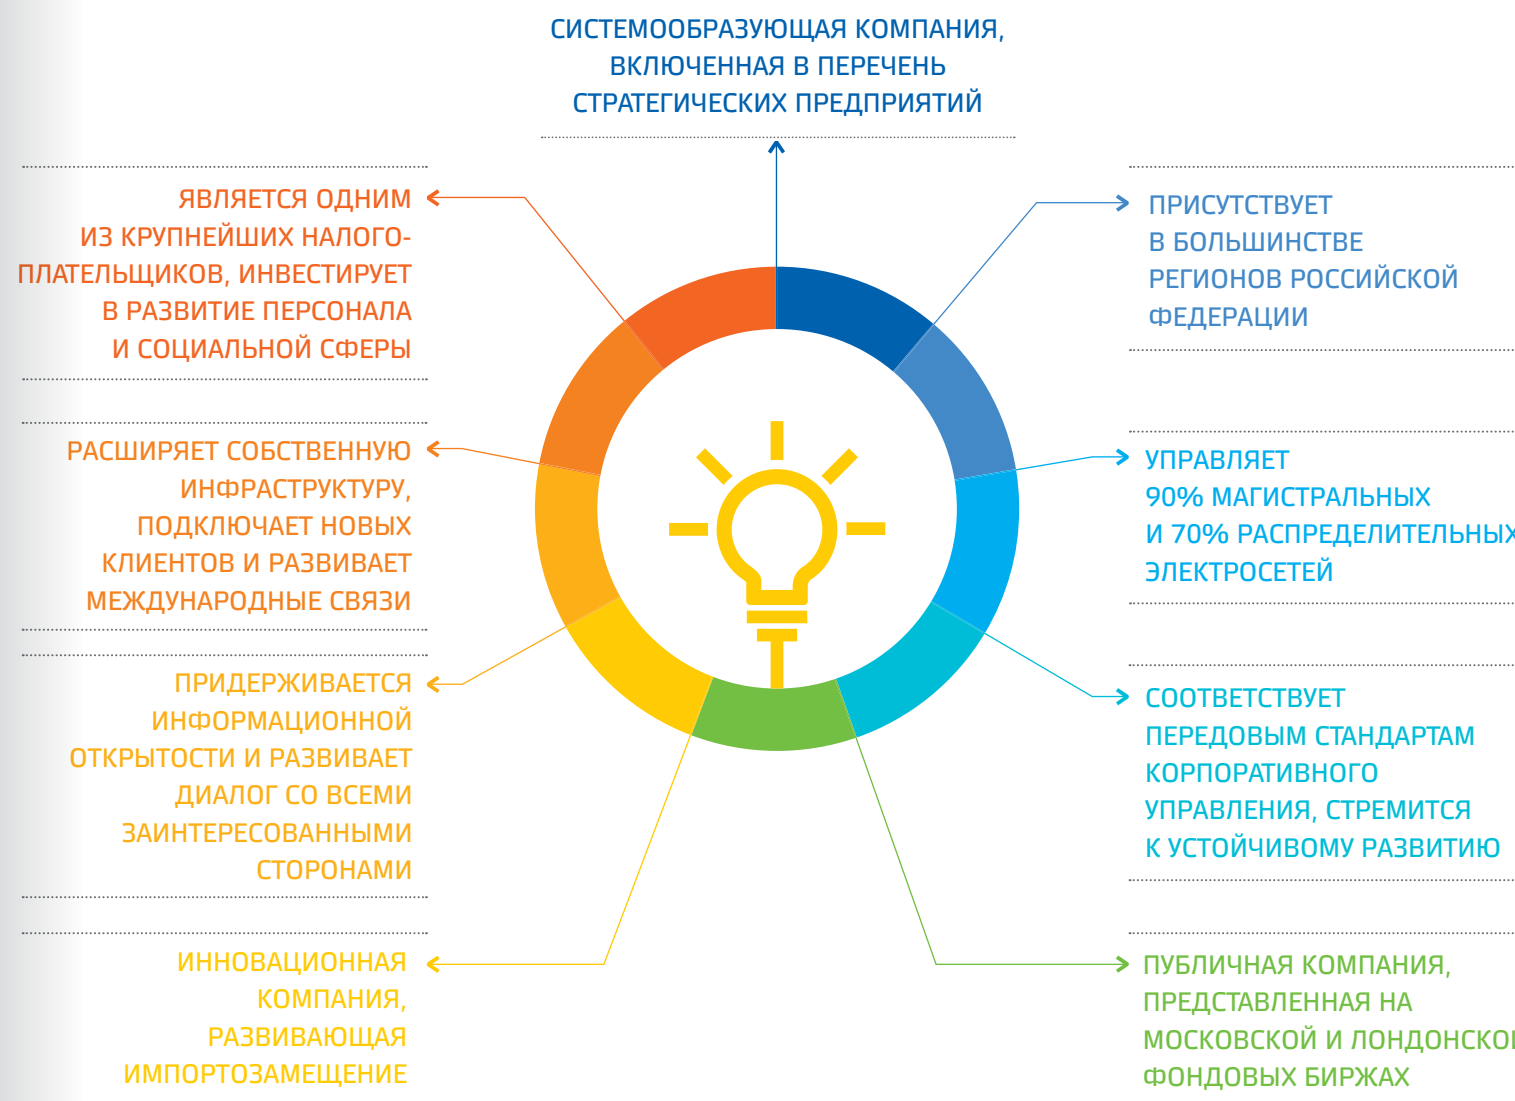 СИСТЕМООБРАЗУЮЩАЯ КОМПАНИЯ,
ВКЛЮЧЕННАЯ В ПЕРЕЧЕНЬ
СТРАТЕГИЧЕСКИХ ПРЕДПРИЯТИЙ
ЯВЛЯЕТСЯ ОДНИМ
ИЗ КРУПНЕЙШИХ НАЛОГО-
ПЛАТЕЛЬЩИКОВ, ИНВЕСТИРУЕТ
В РАЗВИТИЕ ПЕРСОНАЛА
И СОЦИАЛЬНОЙ СФЕРЫ
РАСШИРЯЕТ СОБСТВЕННУЮ
ИНФРАСТРУКТУРУ,
ПОДКЛЮЧАЕТ НОВЫХ
КЛИЕНТОВ И РАЗВИВАЕТ
МЕЖДУНАРОДНЫЕ СВЯЗИ
ПРИДЕРЖИВАЕТСЯ
ИНФОРМАЦИОННОЙ
ОТКРЫТОСТИ И РАЗВИВАЕТ
ДИАЛОГ СО ВСЕМИ
ЗАИНТЕРЕСОВАННЫМИ
СТОРОНАМИ
ИННОВАЦИОННАЯ
КОМПАНИЯ,
РАЗВИВАЮЩАЯ
ИМПОРТОЗАМЕЩЕНИЕ
ПРИСУТСТВУЕТ
В БОЛЬШИНСТВЕ
РЕГИОНОВ РОССИЙСКОЙ
ФЕДЕРАЦИИ
УПРАВЛЯЕТ
90% МАГИСТРАЛЬНЫХ
И 70% РАСПРЕДЕЛИТЕЛЬНЫХ
ЭЛЕКТРОСЕТЕЙ
СООТВЕТСТВУЕТ
ПЕРЕДОВЫМ СТАНДАРТАМ
КОРПОРАТИВНОГО
УПРАВЛЕНИЯ, СТРЕМИТСЯ
К УСТОЙЧИВОМУ РАЗВИТИЮ
ПУБЛИЧНАЯ КОМПАНИЯ,
ПРЕДСТАВЛЕННАЯ НА
МОСКОВСКОЙ И ЛОНДОНСКОЙ
ФОНДОВЫХ БИРЖАХ